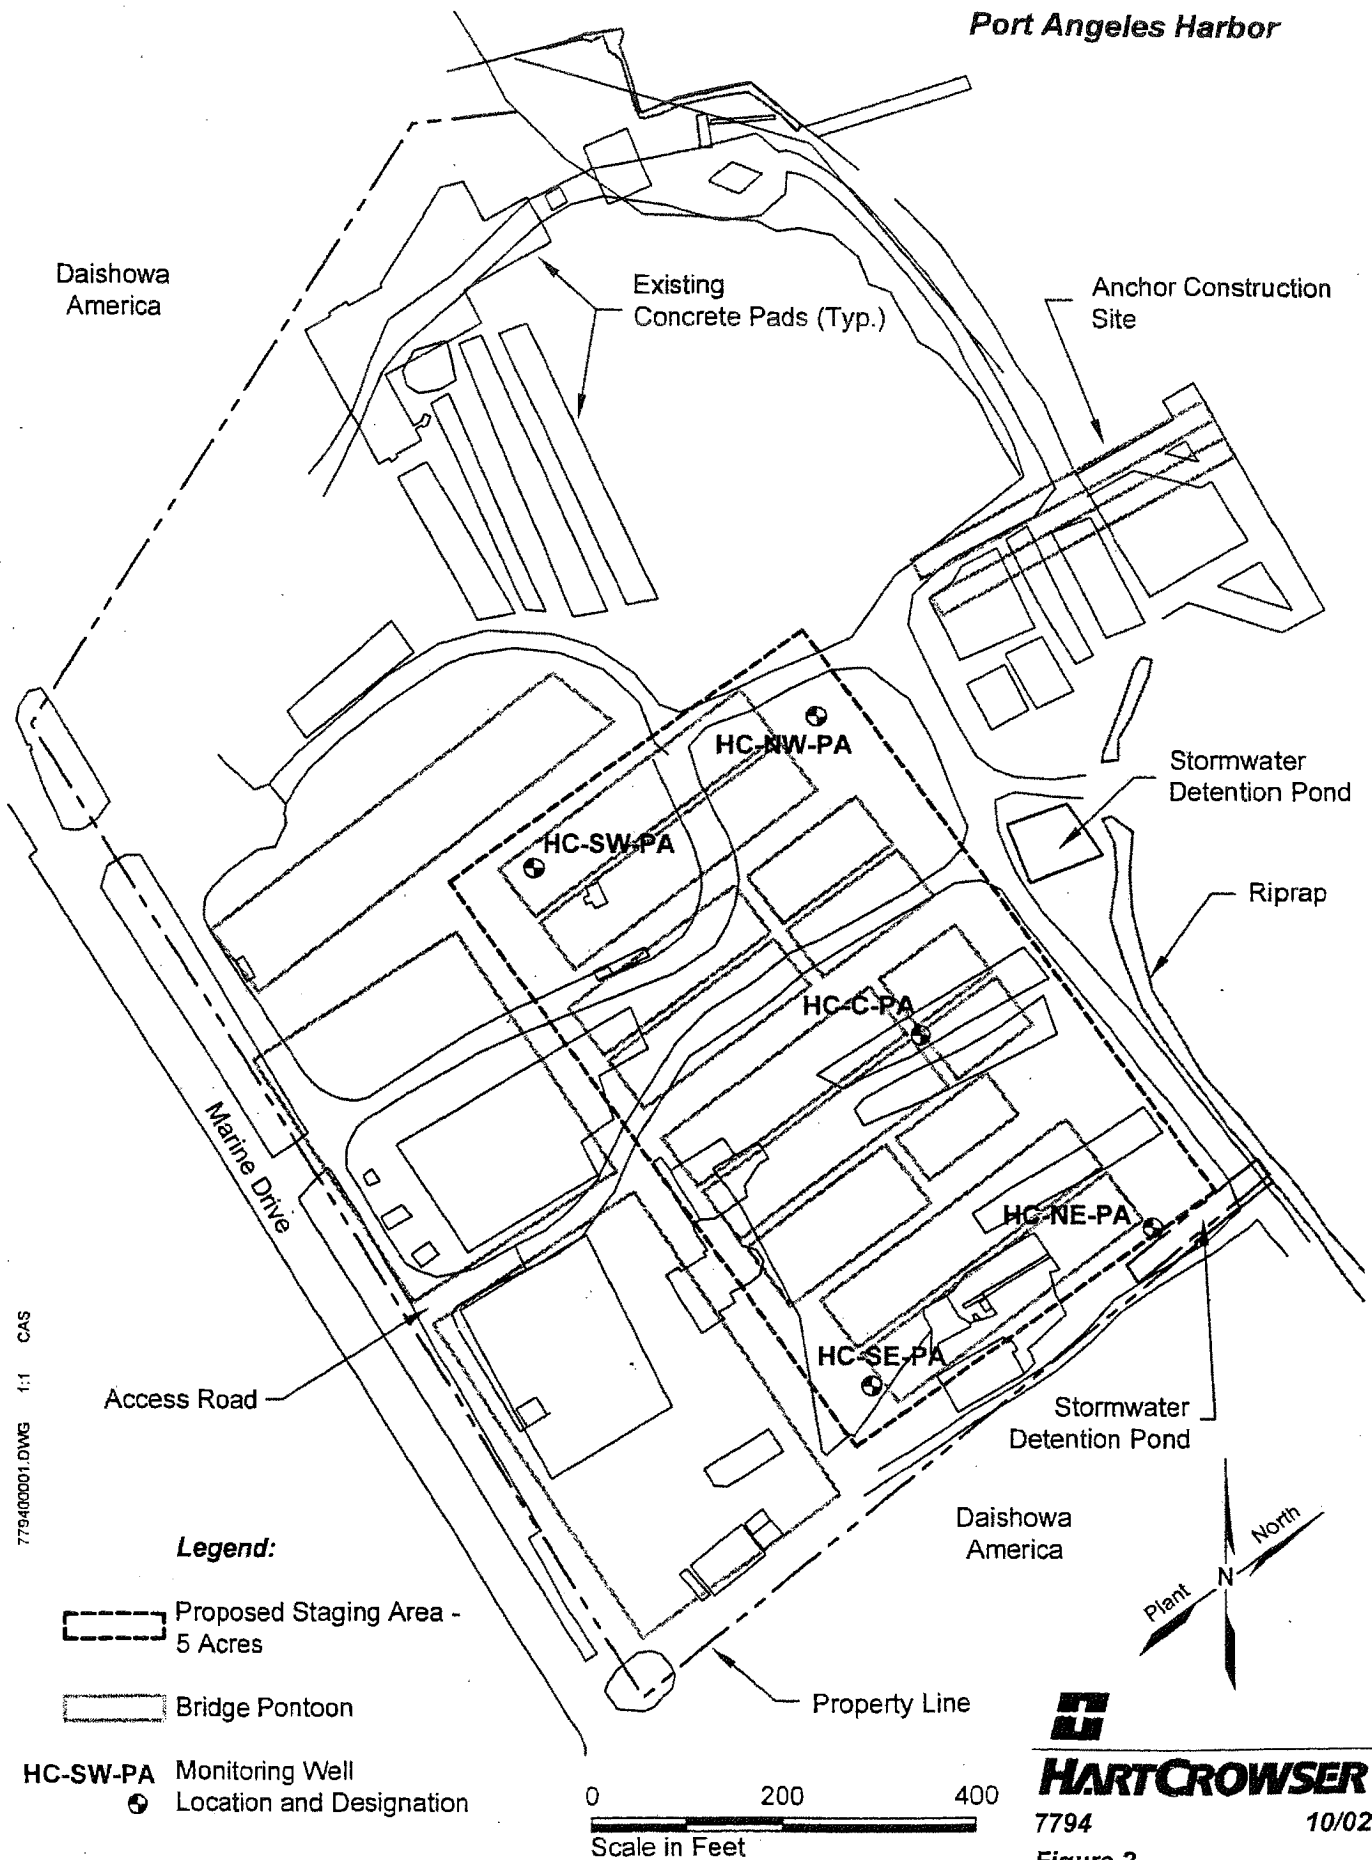 Port Angeles Harbor
Daishowa
America
Existing
Concrete Pads (Typ.)
Anchor Construction
Site
HC-NW-PA
Stormwater
Detention Pond
HC-SW-PA
Riprap
HC-C-PA
Marine Drive
HC-NE-PA
HC-SE-PA
Access Road
Stormwater
Detention Pond
Daishowa
America
North
N
Plant
Property Line
779400001.DWG 1:1 CAS
Legend:
Proposed Staging Area -
5 Acres
Bridge Pontoon
HC-SW-PA Monitoring Well
Location and Designation
0 200 400
Scale in Feet
HARTCROWSER
7794 10/02
Figure 2